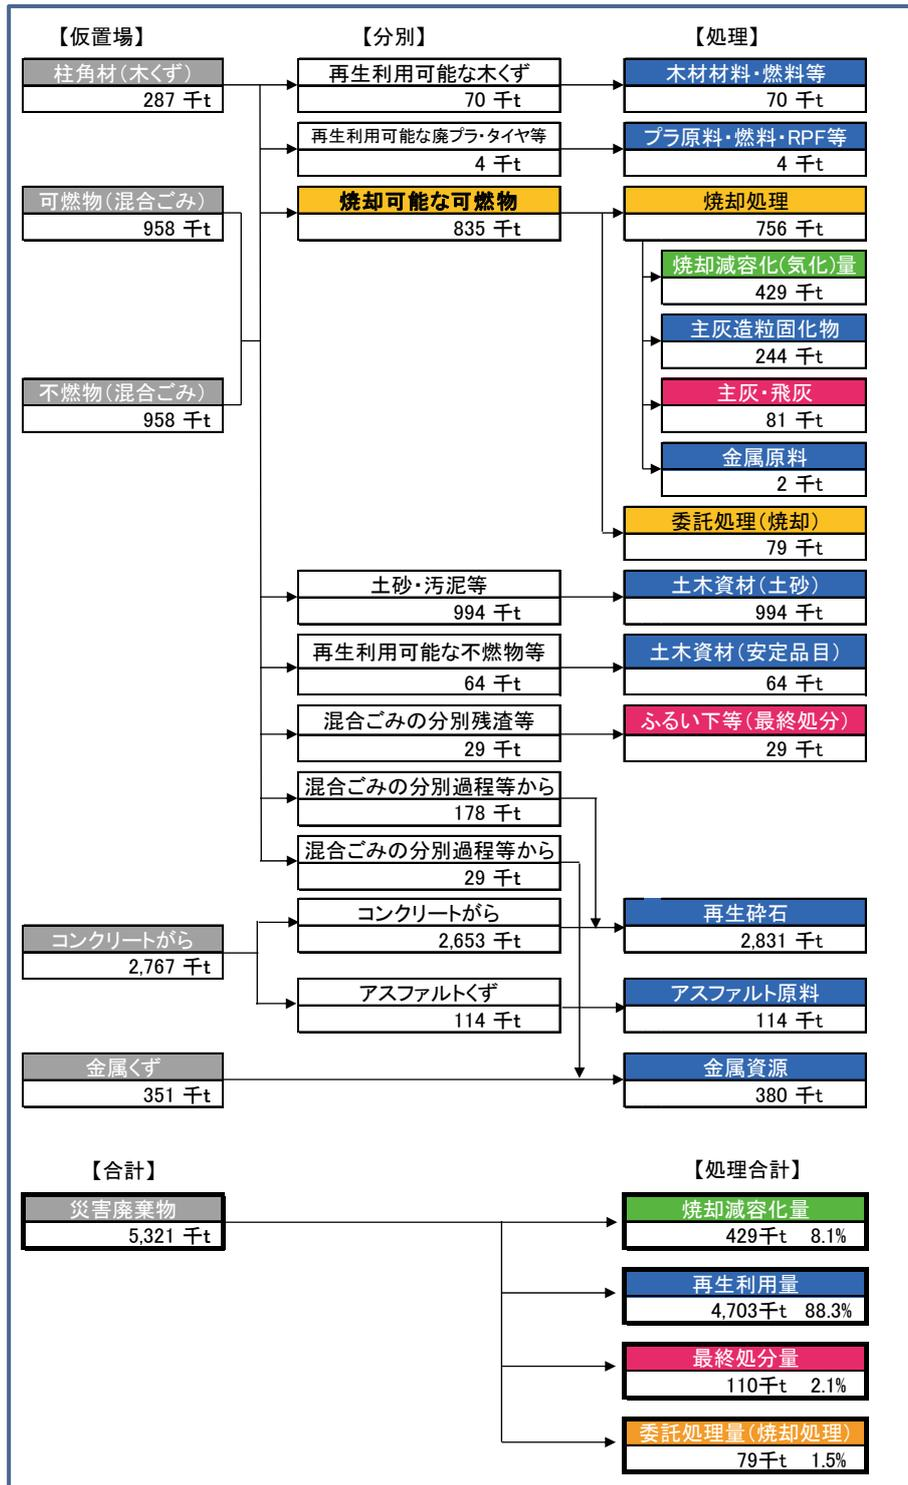 【仮置場】 【分別】 【処理】
柱角材(木くず) 再生利用可能な木くず 木材材料・燃料等
287 千t 70 千t 70 千t
再生利用可能な廃プラ・タイヤ等 プラ原料・燃料・RPF等
4 千t 4 千t
可燃物(混合ごみ) 焼却可能な可燃物 焼却処理
958 千t 835 千t 756 千t
焼却減容化(気化)量
429 千t
主灰造粒固化物
244 千t
不燃物(混合ごみ) 主灰・飛灰
958 千t 81 千t
金属原料
2 千t
委託処理(焼却)
79 千t
土砂・汚泥等 土木資材(土砂)
994 千t 994 千t
再生利用可能な不燃物等 土木資材(安定品目)
64 千t 64 千t
混合ごみの分別残渣等 ふるい下等(最終処分)
29 千t 29 千t
混合ごみの分別過程等から
178 千t
混合ごみの分別過程等から
29 千t
コンクリートがら 再生砕石
2,653 千t 2,831 千t
コンクリートがら
2,767 千t
アスファルトくず アスファルト原料
114 千t 114 千t
金属くず 金属資源
351 千t 380 千t
【合計】 【処理合計】
災害廃棄物 焼却減容化量
5,321 千t 429千t 8.1%
再生利用量
4,703千t 88.3%
最終処分量
110千t 2.1%
委託処理量(焼却処理)
79千t 1.5%